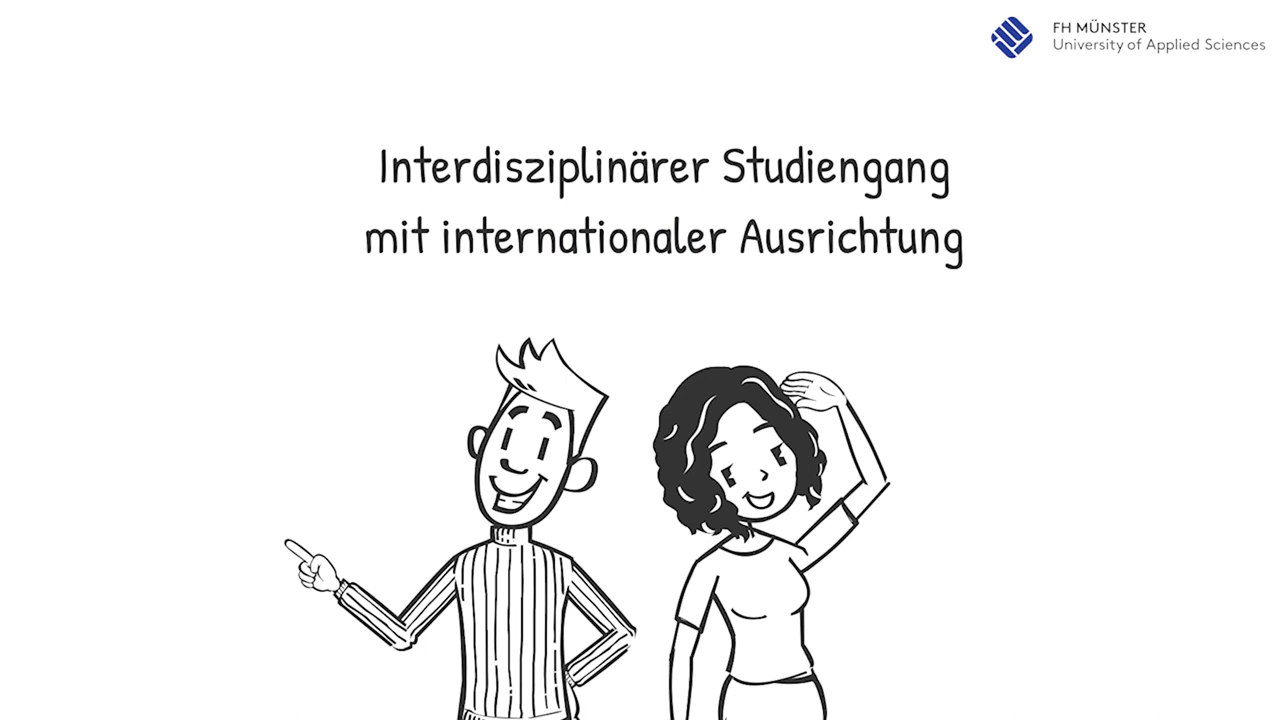 FH MÜNSTER
University of Applied Sciences
Interdisziplinärer Studiengang
mit internationaler Ausrichtung